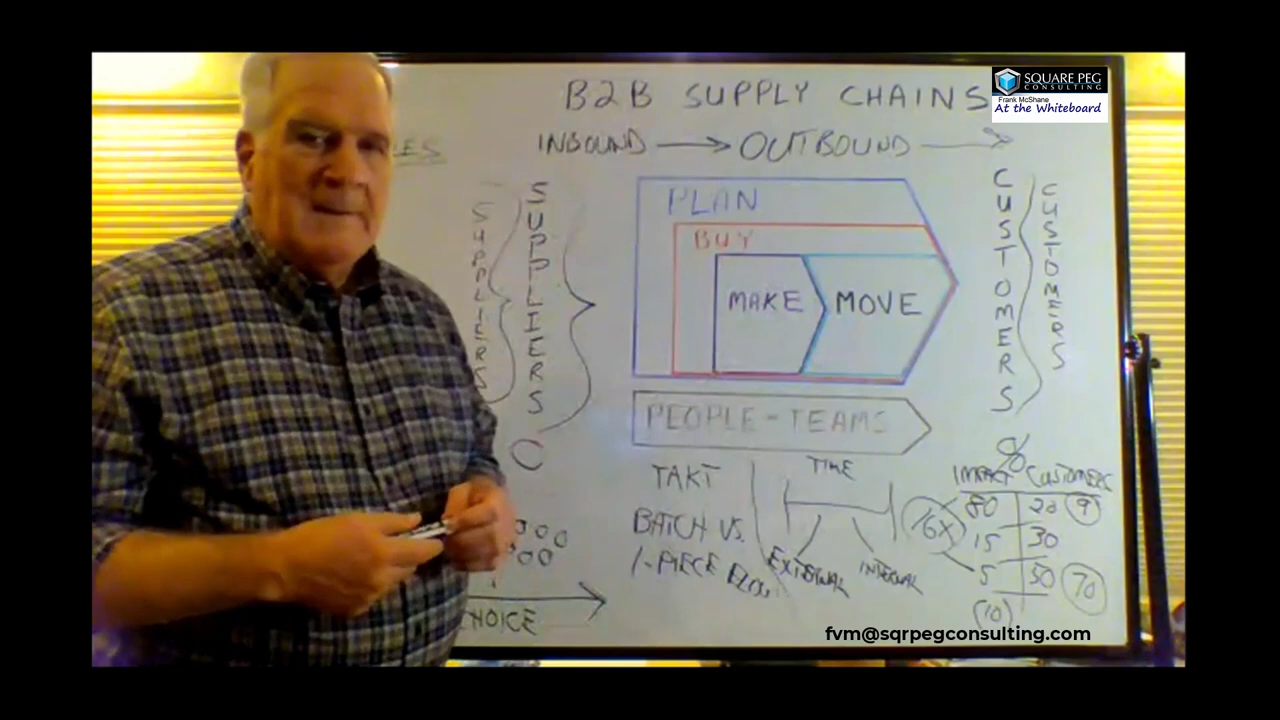 B2B SUPPLY CHAINS
SQUARE PEG
CONSULTING
Frank McShane
At the Whiteboard
INBOUND → OUTBOUND →
SUPPLIERS
SUPPLIERS
PLAN
BUY
MAKE
MOVE
CUSTOMERS
CUSTOMERS
PEOPLE - TEAMS
TAKT
BATCH VS.
1-PIECE FLOW
TIME
EXTERNAL
INTERNAL
%
IMPACT CUSTOMERS
80 20 9
15 30
5 50 70
(10)
16X
fvm@sqrpegconsulting.com